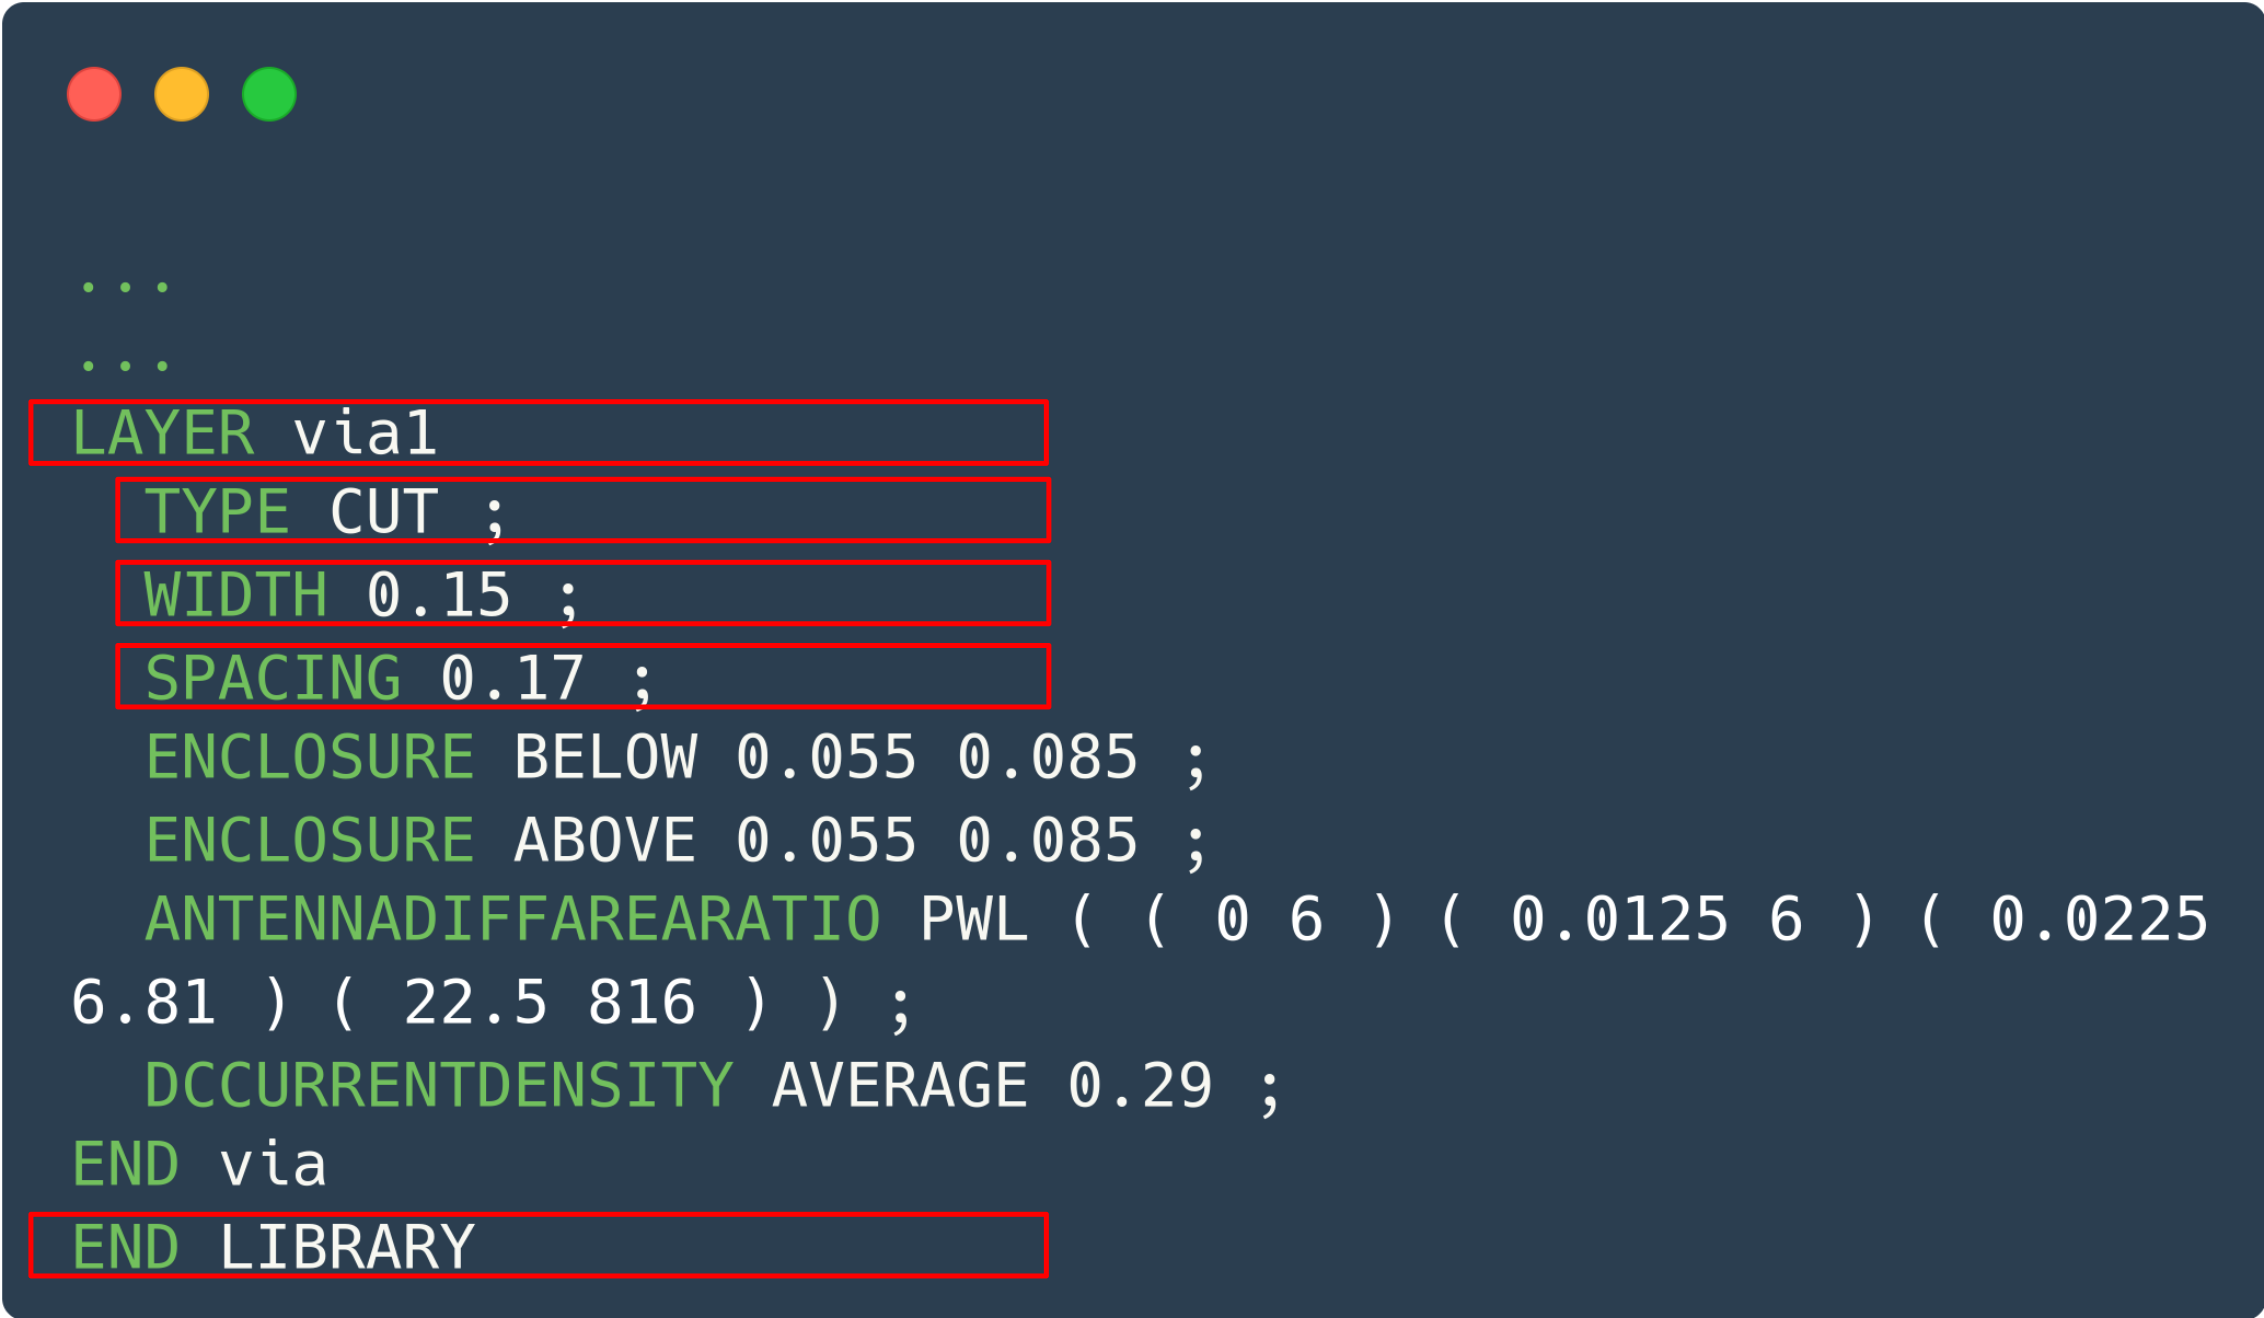 ...
...
LAYER via1
TYPE CUT ;
WIDTH 0.15 ;
SPACING 0.17 ;
ENCLOSURE BELOW 0.055 0.085 ;
ENCLOSURE ABOVE 0.055 0.085 ;
ANTENNADIFFAREARATIO PWL ( ( 0 6 ) ( 0.0125 6 ) ( 0.0225
6.81 ) ( 22.5 816 ) ) ;
DCCURRENTDENSITY AVERAGE 0.29 ;
END via
END LIBRARY